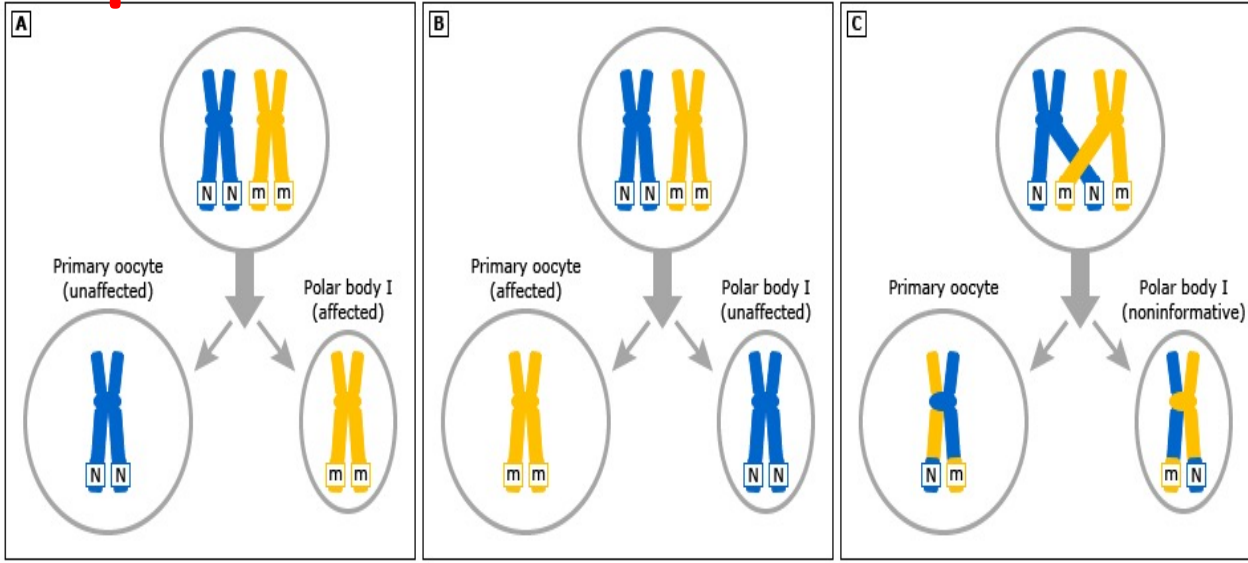 A
N N m m
Primary oocyte
(unaffected)
Polar body I
(affected)
N N
m m
B
N N m m
Primary oocyte
(affected)
Polar body I
(unaffected)
m m
N N
C
N m N m
Primary oocyte
Polar body I
(noninformative)
N m
m N